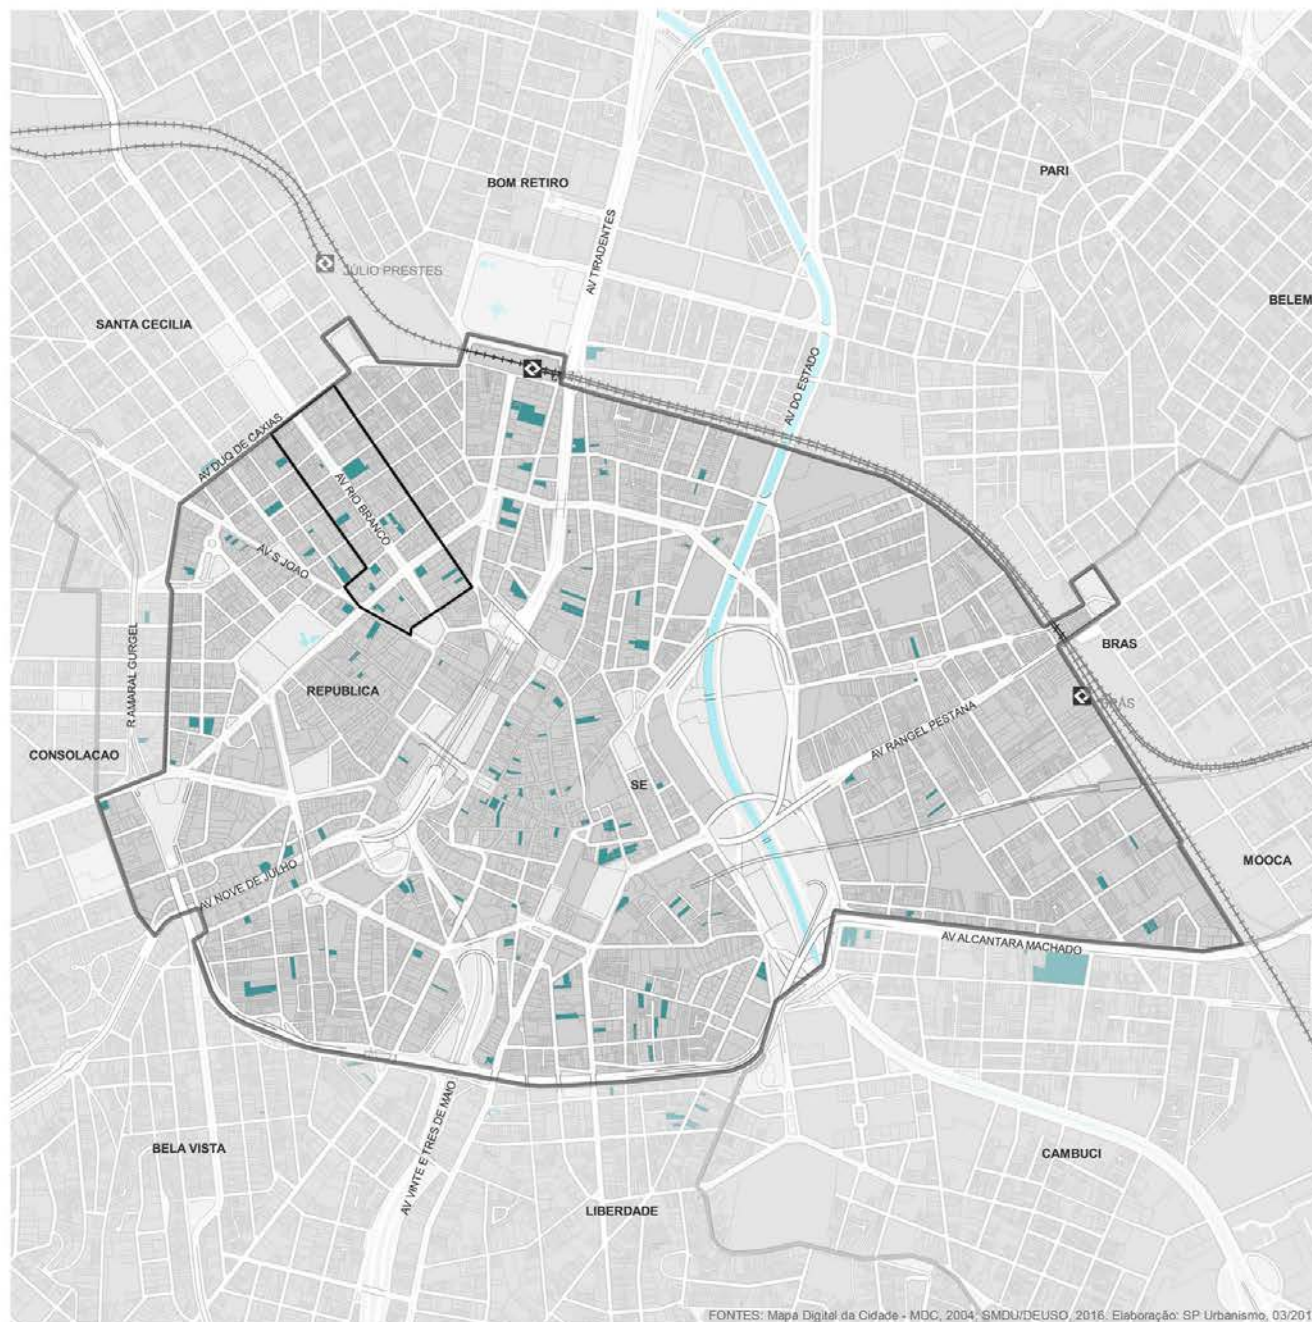 BOM RETIRO
PARI
AV TIRADENTES
JÚLIO PRESTES
BELEM
SANTA CECILIA
AV DO ESTADO
AV DUQ DE CAXIAS
AV RIO BRANCO
AV S JOAO
R AMARAL GURGEL
BRAS
REPUBLICA
BRÁS
AV RANGEL PESTANA
CONSOLACAO
SE
MOOCA
AV NOVE DE JULHO
AV ALCANTARA MACHADO
AV VINTE E TRES DE MAIO
BELA VISTA
CAMBUCI
LIBERDADE
FONTES: Mapa Digital da Cidade - MDC, 2004; SMDU/DEUSO, 2016. Elaboração: SP Urbanismo, 03/201